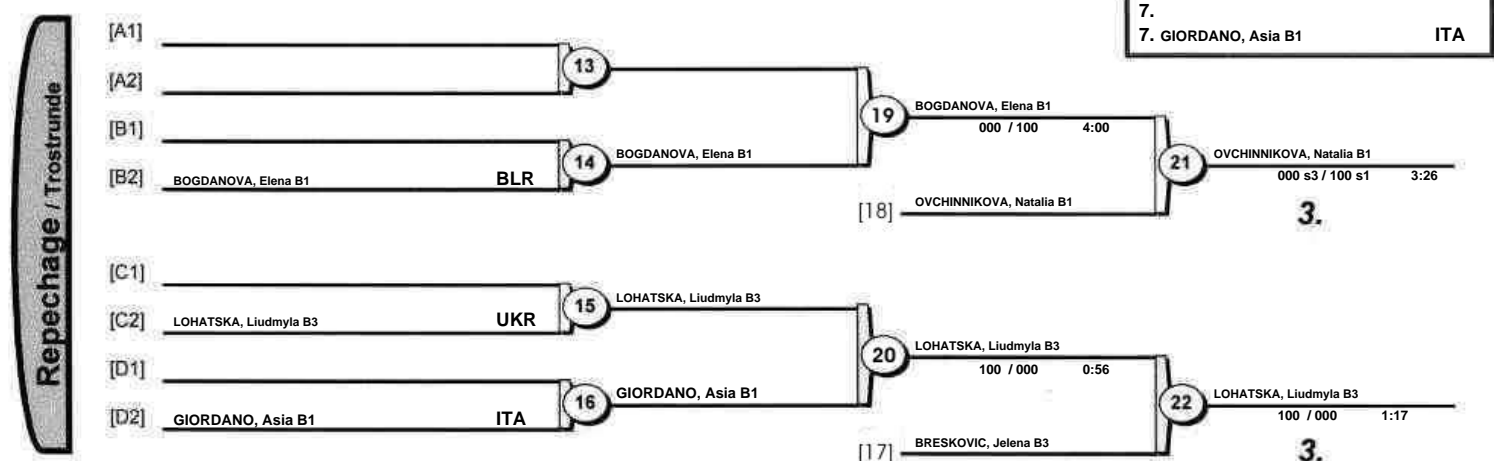 7.
7. GIORDANO, Asia B1 ITA
Repechage / Trostrunde
[A1]
13
[A2]
[B1]
14
BOGDANOVA, Elena B1
[B2] BOGDANOVA, Elena B1 BLR
19
BOGDANOVA, Elena B1
000 / 100 4:00
[18] OVCHINNIKOVA, Natalia B1
21
OVCHINNIKOVA, Natalia B1
000 s3 / 100 s1 3:26
3.
[C1]
15
LOHATSKA, Liudmyla B3
[C2] LOHATSKA, Liudmyla B3 UKR
[D1]
16
GIORDANO, Asia B1
[D2] GIORDANO, Asia B1 ITA
20
LOHATSKA, Liudmyla B3
100 / 000 0:56
[17] BRESKOVIC, Jelena B3
22
LOHATSKA, Liudmyla B3
100 / 000 1:17
3.